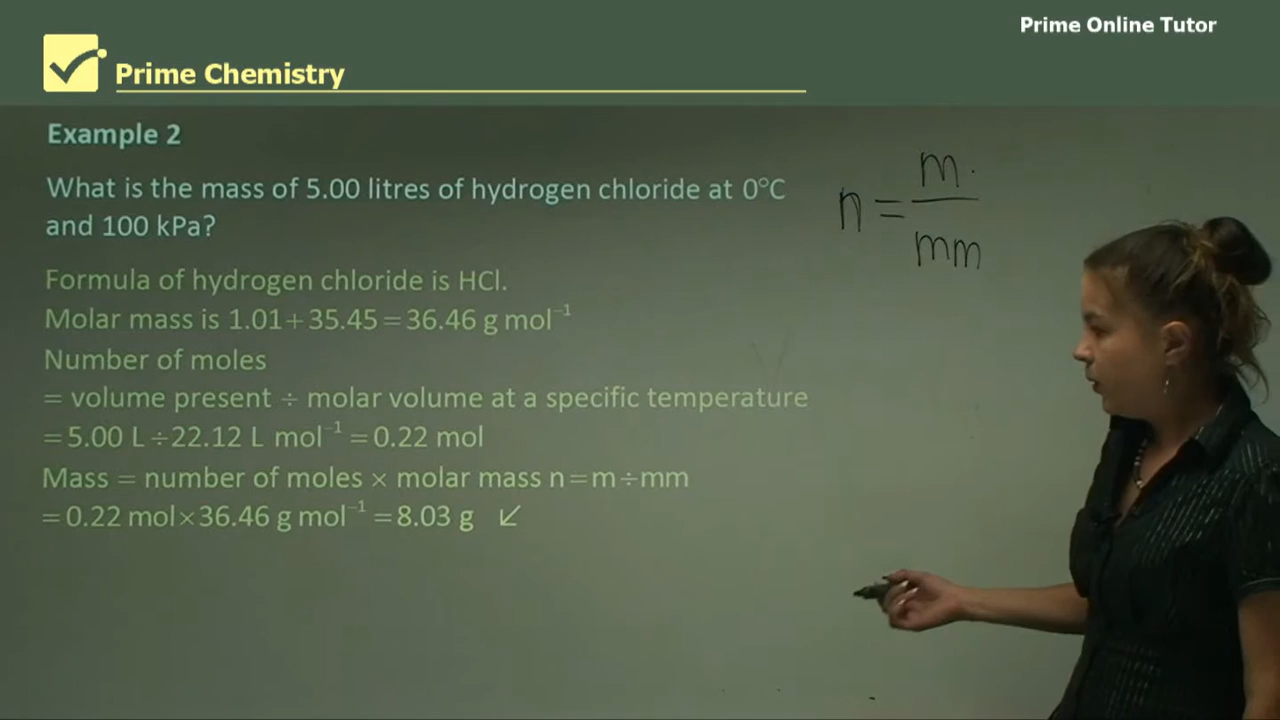 Prime Online Tutor
Prime Chemistry
Example 2
What is the mass of 5.00 litres of hydrogen chloride at 0°C
and 100 kPa?
n = m
mm
Formula of hydrogen chloride is HCl.
Molar mass is 1.01+35.45=36.46 g mol⁻¹
Number of moles
= volume present ÷ molar volume at a specific temperature
=5.00 L÷22.12 L mol⁻¹ =0.22 mol
Mass = number of moles × molar mass n=m÷mm
=0.22 mol×36.46 g mol⁻¹ =8.03 g ↙